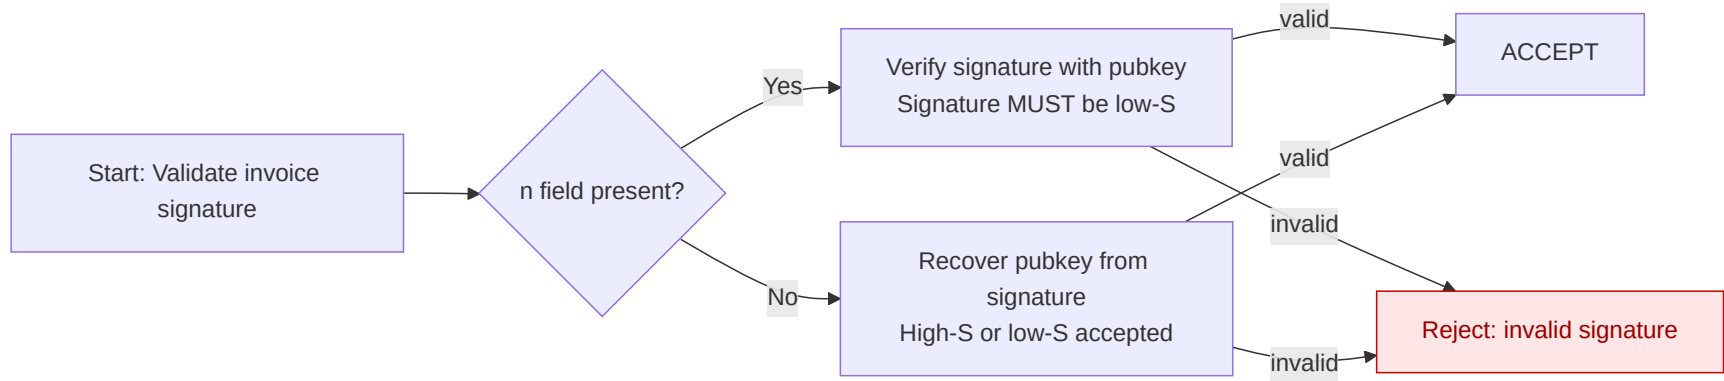 Start: Validate invoice
signature
n field present?
Yes
No
Verify signature with pubkey
Signature MUST be low-S
Recover pubkey from
signature
High-S or low-S accepted
valid
valid
invalid
invalid
ACCEPT
Reject: invalid signature